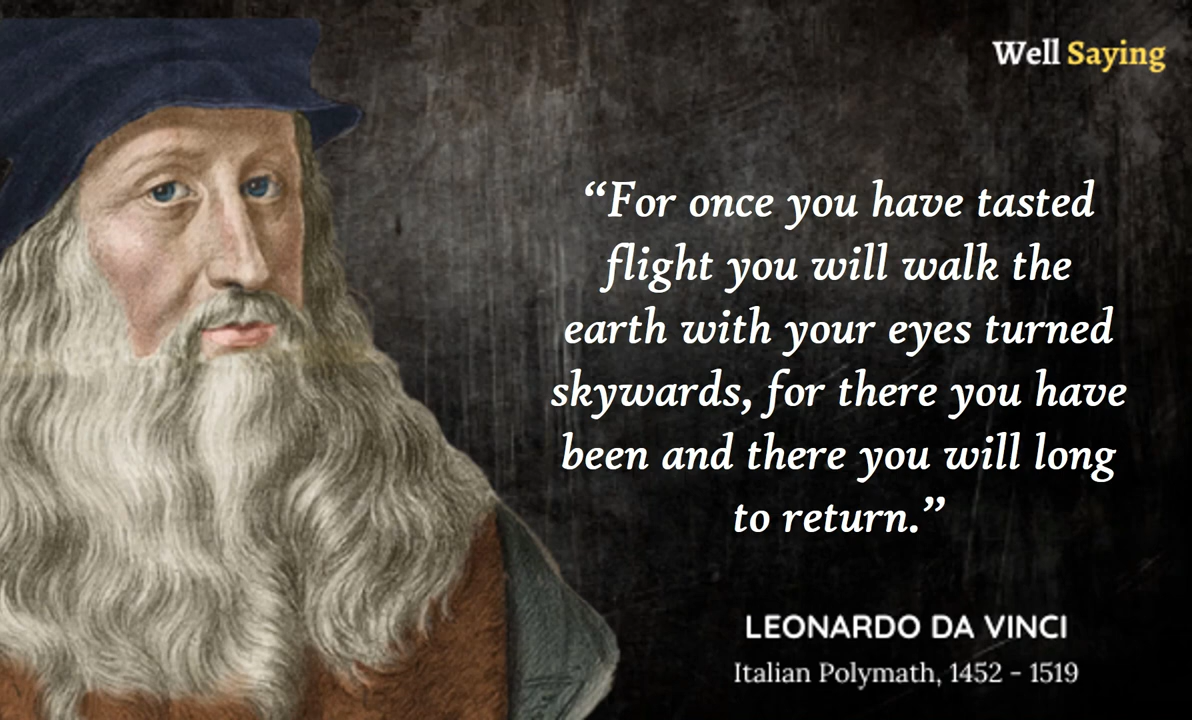 Well Saying
“For once you have tasted
flight you will walk the
earth with your eyes turned
skywards, for there you have
been and there you will long
to return.”
LEONARDO DA VINCI
Italian Polymath, 1452 - 1519